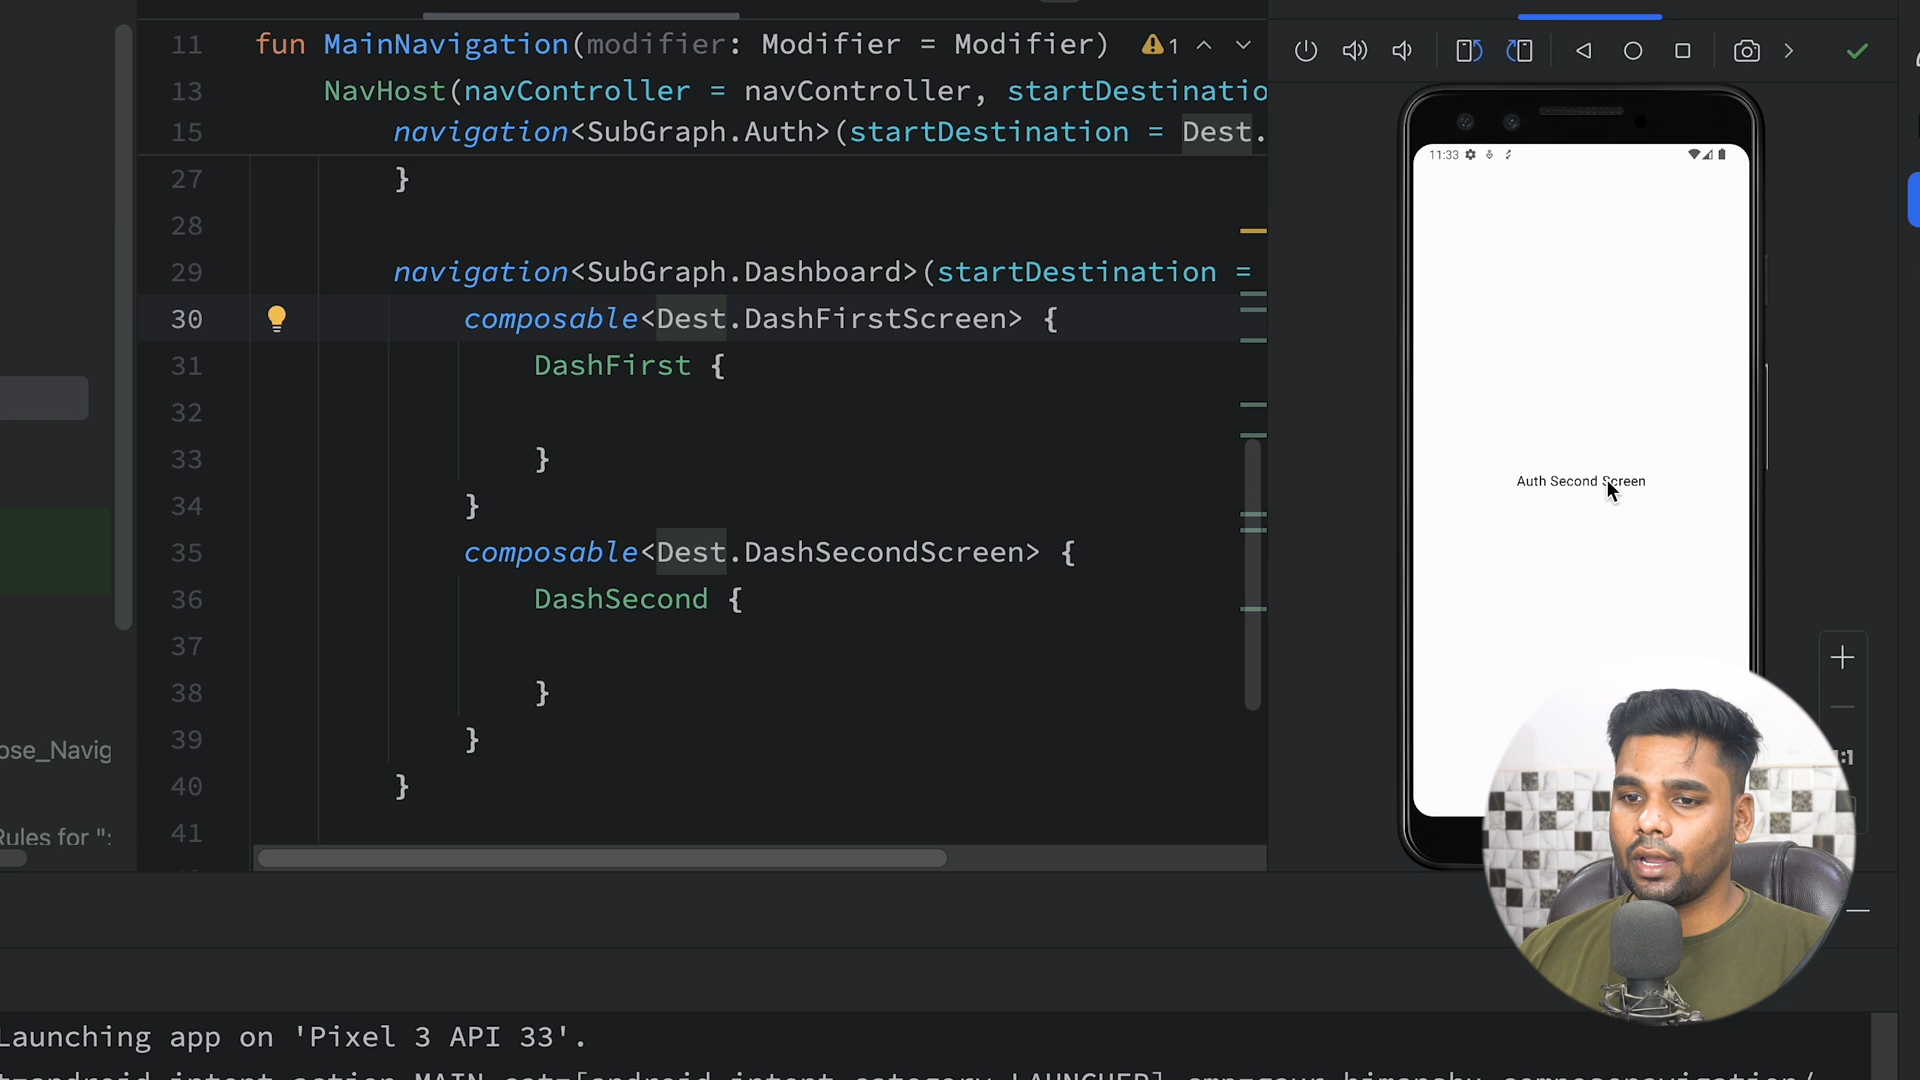 11 fun MainNavigation(modifier: Modifier = Modifier) 1
13 NavHost(navController = navController, startDestinatio
15 navigation<SubGraph.Auth>(startDestination = Dest.
27 }
28
29 navigation<SubGraph.Dashboard>(startDestination =
30 composable<Dest.DashFirstScreen> {
31 DashFirst {
32
33 }
34 }
35 composable<Dest.DashSecondScreen> {
36 DashSecond {
37
38 }
39 }
40 }
41
11:33
Auth Second Screen
ose_Navig
Rules for ":
Launching app on 'Pixel 3 API 33'.